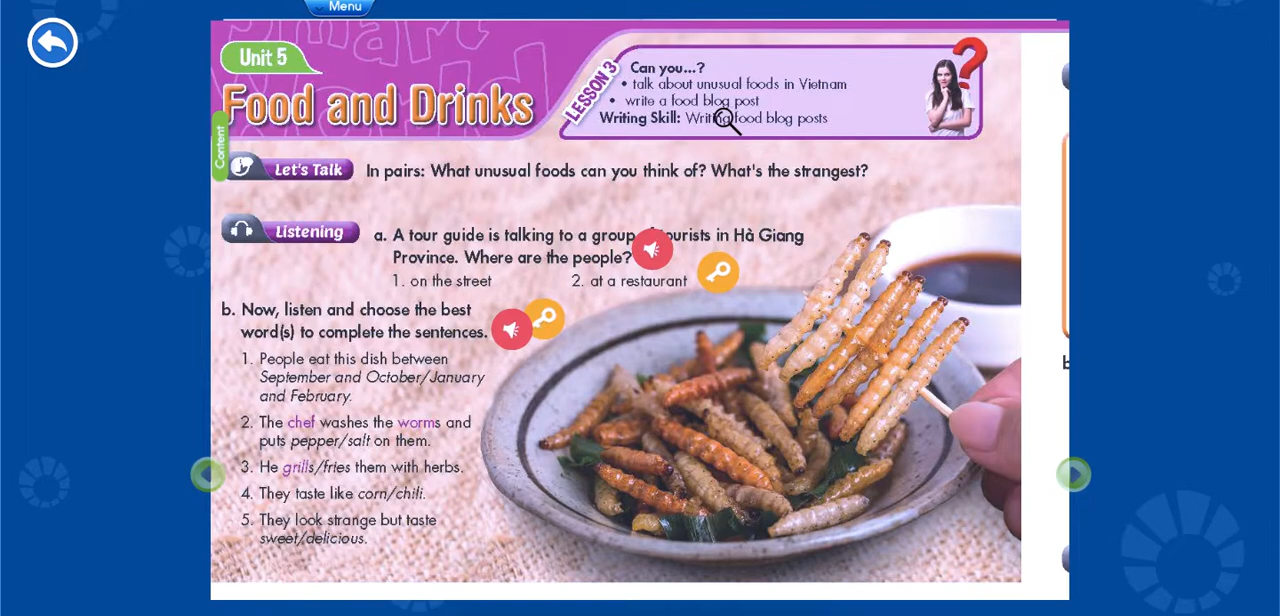 Menu
Unit 5
Food and Drinks
LESSON 3
Can you...?
• talk about unusual foods in Vietnam
• write a food blog post
Writing Skill: Writing food blog posts
Content
Let's Talk
In pairs: What unusual foods can you think of? What's the strangest?
Listening
a. A tour guide is talking to a group of tourists in Hà Giang
Province. Where are the people?
1. on the street
2. at a restaurant
b. Now, listen and choose the best
word(s) to complete the sentences.
1. People eat this dish between
September and October/January
and February.
2. The chef washes the worms and
puts pepper/salt on them.
3. He grills/fries them with herbs.
4. They taste like corn/chili.
5. They look strange but taste
sweet/delicious.